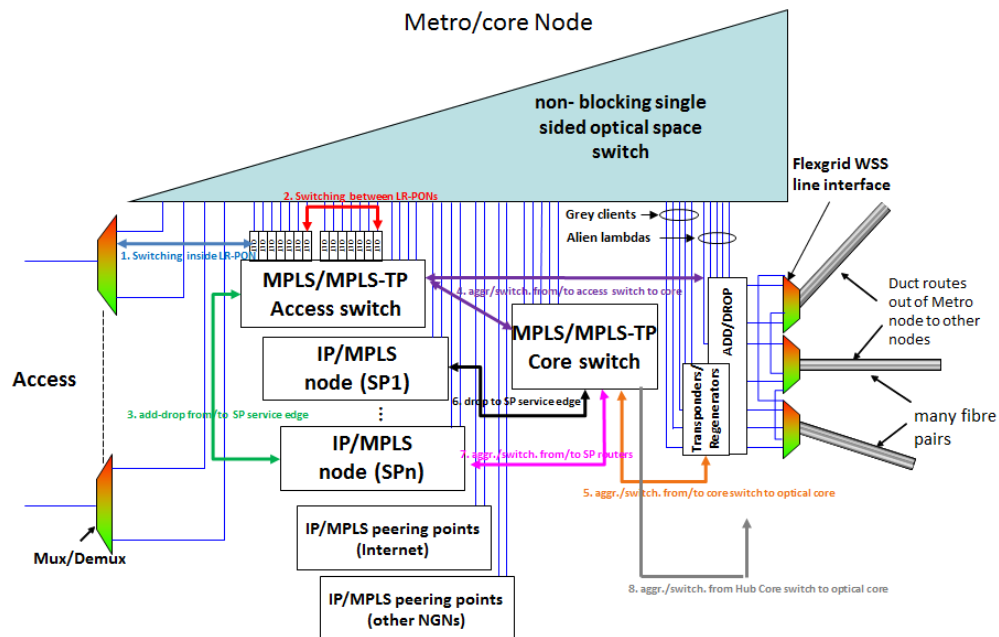 Metro/core Node
non- blocking single
sided optical space
switch
Flexgrid WSS
line interface
2. Switching between LR-PONs
Grey clients
Alien lambdas
1. Switching inside LR-PON
MPLS/MPLS-TP
Access switch
4. aggr/switch. from/to access switch to core
Duct routes
out of Metro
node to other
nodes
ADD/DROP
MPLS/MPLS-TP
Core switch
Access
IP/MPLS
node (SP1)
6. drop to SP service edge
Transponders/
Regenerators
3. add-drop from/to SP service edge
...
many fibre
pairs
IP/MPLS
node (SPn)
7. aggr./switch. from/to SP routers
5. aggr./switch. from/to core switch to optical core
IP/MPLS peering points
(Internet)
Mux/Demux
8. aggr./switch. from Hub Core switch to optical core
IP/MPLS peering points
(other NGNs)